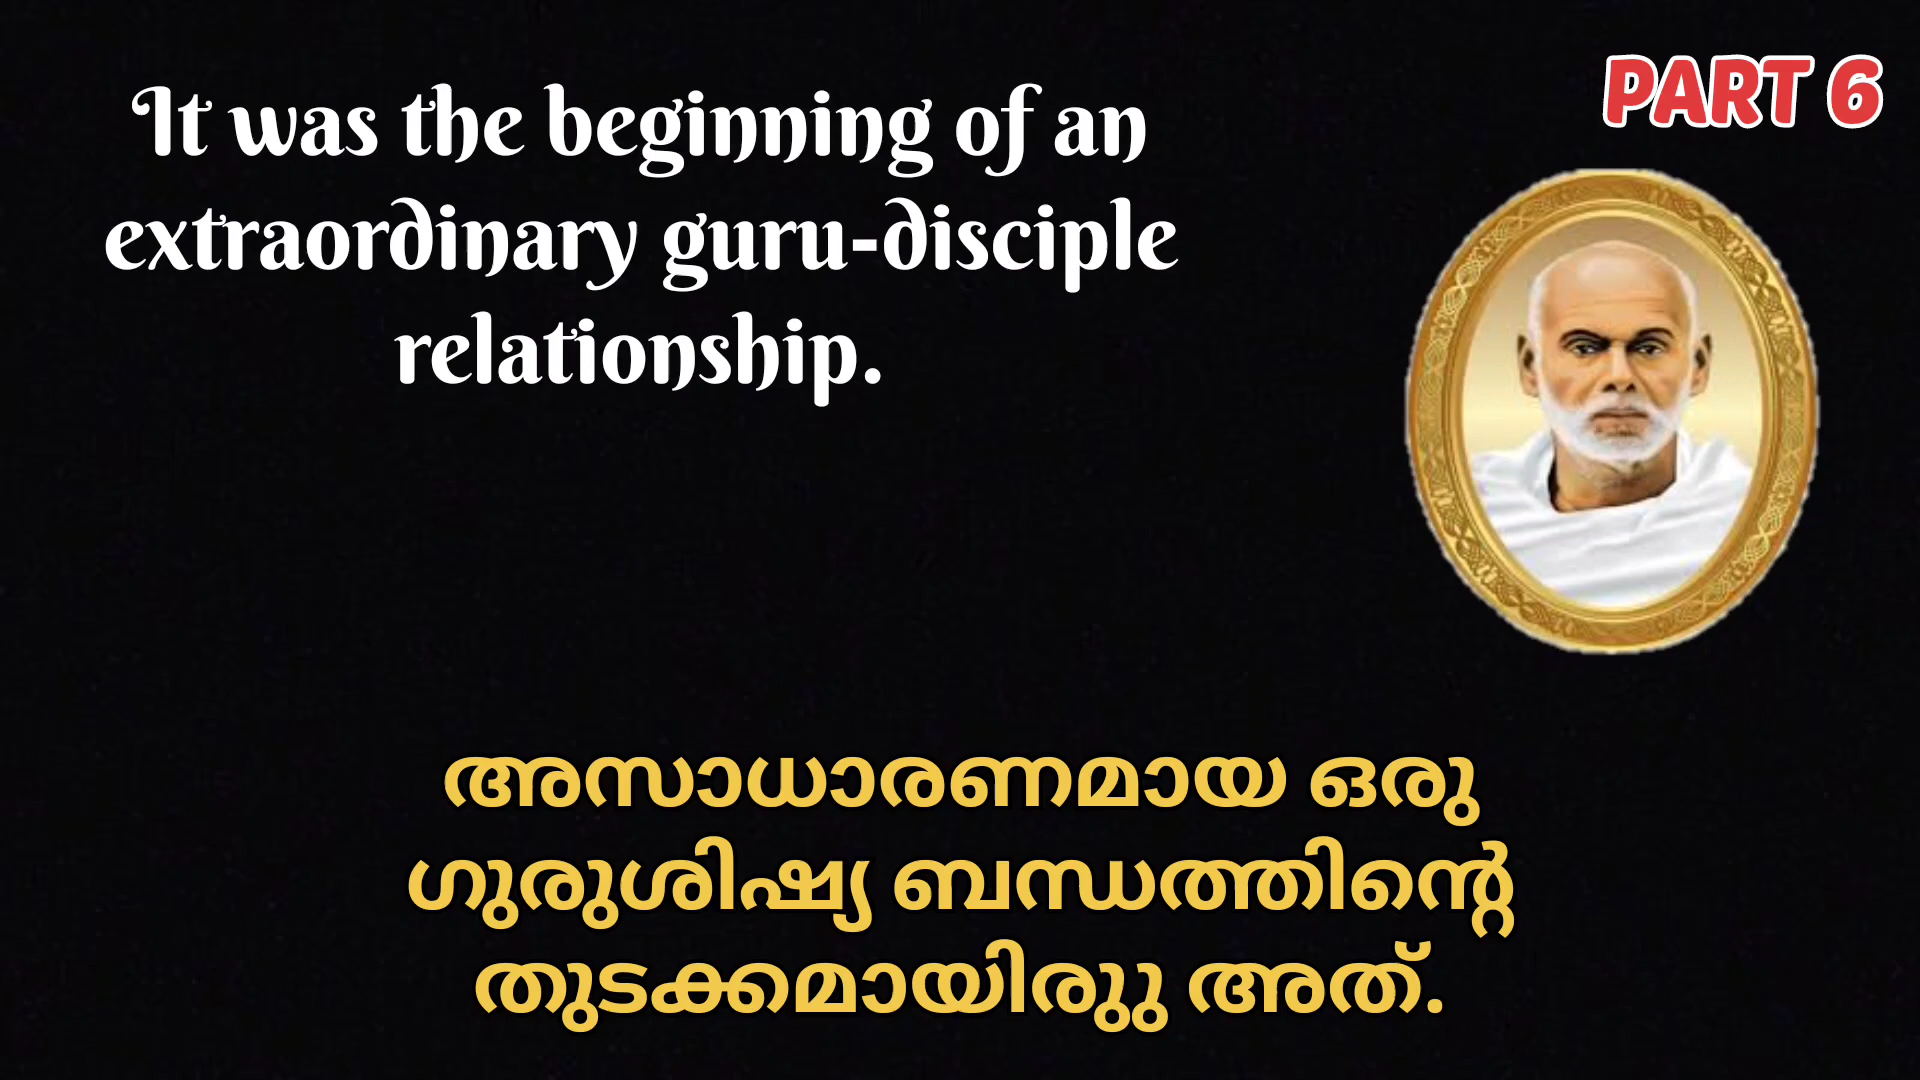 PART 6
It was the beginning of an
extraordinary guru-disciple
relationship.
അസാധാരണമായ ഒരു
ഗുരുശിഷ്യ ബന്ധത്തിന്റെ
തുടക്കമായിരുു അത്.